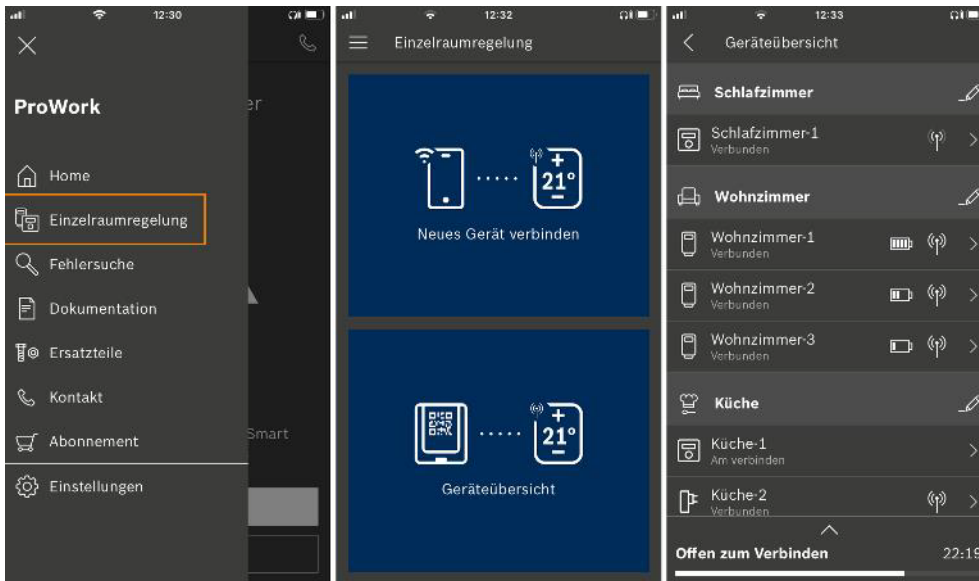 12:30
ProWork
er
Home
Einzelraumregelung
Fehlersuche
Dokumentation
Ersatzteile
Kontakt
Abonnement
Smart
Einstellungen
12:32
Einzelraumregelung
21°
Neues Gerät verbinden
21°
Geräteübersicht
12:33
Geräteübersicht
Schlafzimmer
Schlafzimmer-1
Verbunden
Wohnzimmer
Wohnzimmer-1
Verbunden
Wohnzimmer-2
Verbunden
Wohnzimmer-3
Verbunden
Küche
Küche-1
Am verbinden
Küche-2
Verbunden
Offen zum Verbinden 22:19